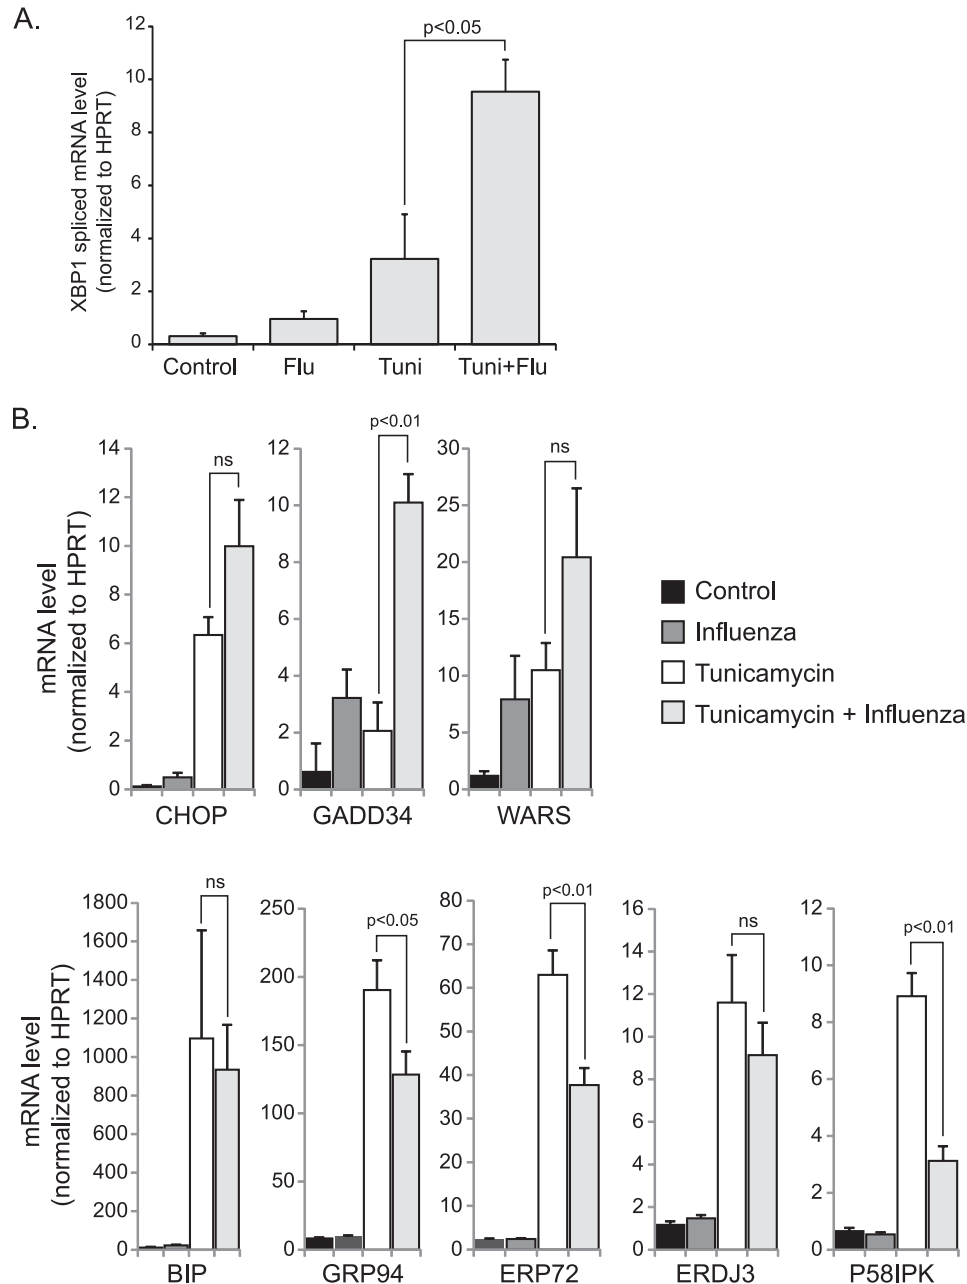 A.
XBP1 spliced mRNA level
(normalized to HPRT)
12
10
8
6
4
2
0
p<0.05
Control Flu Tuni Tuni+Flu
B.
mRNA level
(normalized to HPRT)
14
12
10
8
6
4
2
0
ns
CHOP
12
10
8
6
4
2
0
p<0.01
GADD34
30
25
20
15
10
5
0
ns
WARS
Control
Influenza
Tunicamycin
Tunicamycin + Influenza
mRNA level
(normalized to HPRT)
1800
1600
1400
1200
1000
800
600
400
200
0
ns
BIP
250
200
150
100
50
0
p<0.05
GRP94
80
70
60
50
40
30
20
10
0
p<0.01
ERP72
16
14
12
10
8
6
4
2
0
ns
ERDJ3
12
10
8
6
4
2
0
p<0.01
P58IPK